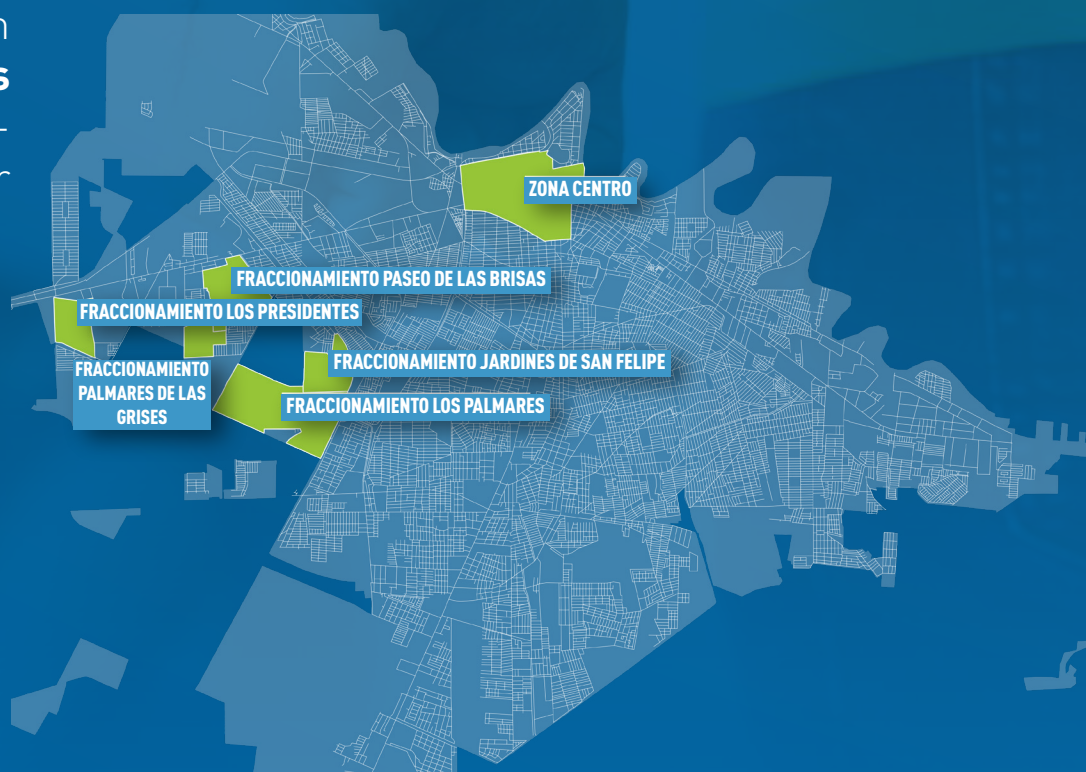 n
s
-
r
ZONA CENTRO
FRACCIONAMIENTO PASEO DE LAS BRISAS
FRACCIONAMIENTO LOS PRESIDENTES
FRACCIONAMIENTO JARDINES DE SAN FELIPE
FRACCIONAMIENTO
PALMARES DE LAS
GRISES
FRACCIONAMIENTO LOS PALMARES